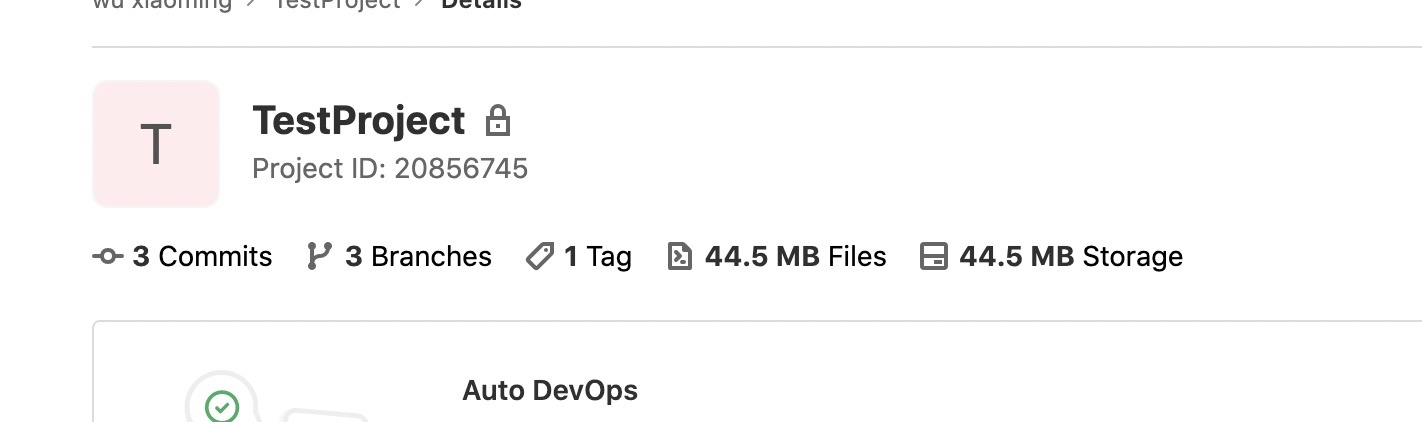 wu xiaoming > TestProject > Details
T
TestProject
Project ID: 20856745
3 Commits 3 Branches 1 Tag 44.5 MB Files 44.5 MB Storage
Auto DevOps